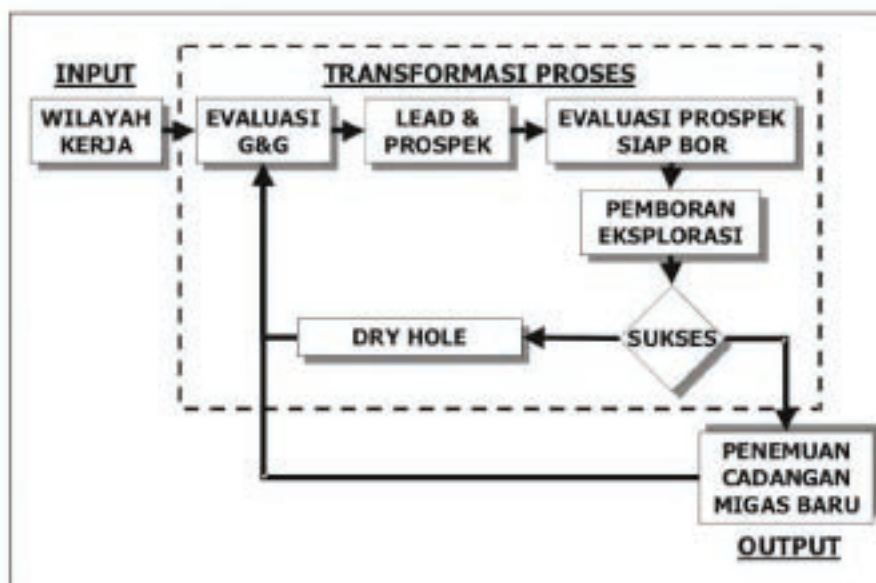 INPUT
TRANSFORMASI PROSES
WILAYAH
KERJA
EVALUASI
G&G
LEAD &
PROSPEK
EVALUASI PROSPEK
SIAP BOR
PEMBORAN
EKSPLORASI
DRY HOLE
SUKSES
PENEMUAN
CADANGAN
MIGAS BARU
OUTPUT